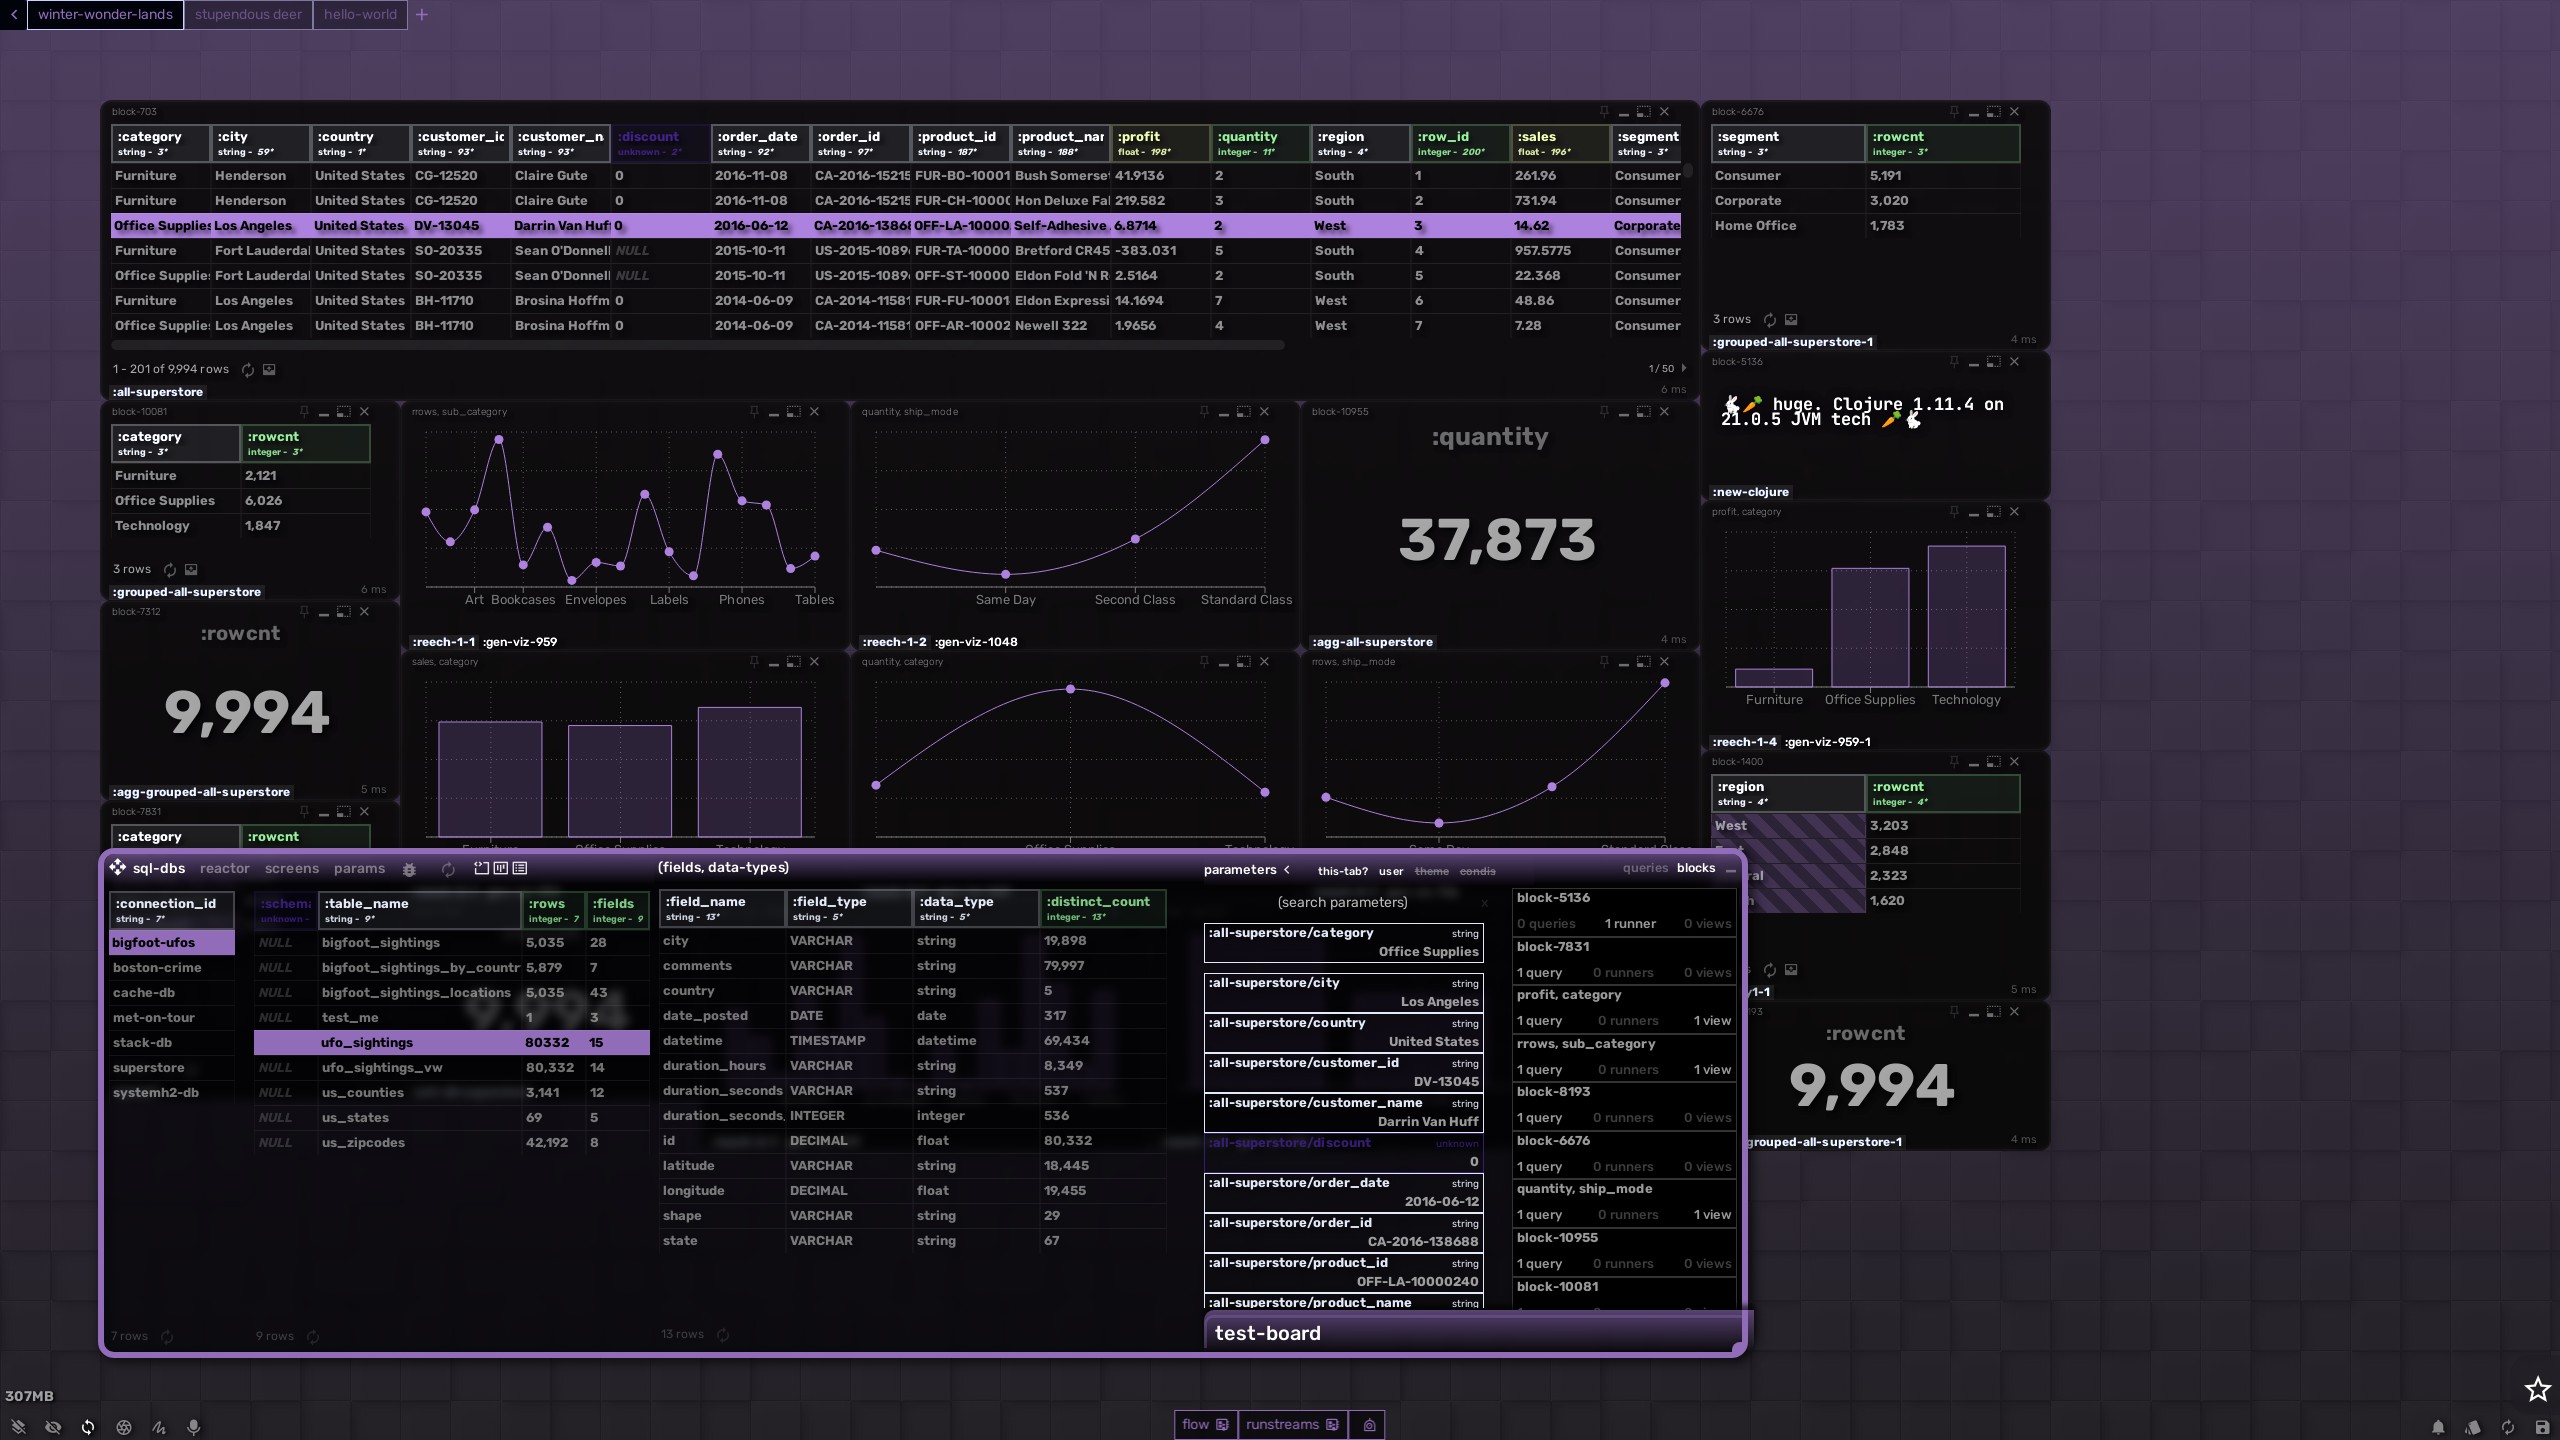 winter-wonder-lands stupendous deer hello-world +
block-703
:category :city :country :customer_ic :customer_n :discount :order_date :order_id :product_id :product_nar :profit :quantity :region :row_id :sales :segment
string - 3* string - 59* string - 1* string - 93* string - 93* unknown - 2* string - 92* string - 97* string - 187* string - 188* float - 198* integer - 11* string - 4* integer - 200* float - 196* string - 3*
Furniture Henderson United States CG-12520 Claire Gute 0 2016-11-08 CA-2016-15215 FUR-BO-10001 Bush Somerset 41.9136 2 South 1 261.96 Consumer
Furniture Henderson United States CG-12520 Claire Gute 0 2016-11-08 CA-2016-15215 FUR-CH-10000 Hon Deluxe Fal 219.582 3 South 2 731.94 Consumer
Office Supplies Los Angeles United States DV-13045 Darrin Van Huff 0 2016-06-12 CA-2016-13868 OFF-LA-10000 Self-Adhesive 6.8714 2 West 3 14.62 Corporate
Furniture Fort Lauderdal United States SO-20335 Sean O'Donnell NULL 2015-10-11 US-2015-1089 FUR-TA-10000 Bretford CR45 -383.031 5 South 4 957.5775 Consumer
Office Supplies Fort Lauderdal United States SO-20335 Sean O'Donnell NULL 2015-10-11 US-2015-1089 OFF-ST-10000 Eldon Fold 'N R 2.5164 2 South 5 22.368 Consumer
Furniture Los Angeles United States BH-11710 Brosina Hoffm 0 2014-06-09 CA-2014-11581 FUR-FU-10001 Eldon Expressi 14.1694 7 West 6 48.86 Consumer
Office Supplies Los Angeles United States BH-11710 Brosina Hoffm 0 2014-06-09 CA-2014-11581 OFF-AR-10002 Newell 322 1.9656 4 West 7 7.28 Consumer
1 - 201 of 9,994 rows 1 / 50
6 ms
:all-superstore
block-6676
:segment :rowcnt
string - 3* integer - 3*
Consumer 5,191
Corporate 3,020
Home Office 1,783
3 rows
:grouped-all-superstore-1 4 ms
block-5136
🐇🥕 huge. Clojure 1.11.4 on
21.0.5 JVM tech 🥕🐇
:new-clojure
block-10081
:category :rowcnt
string - 3* integer - 3*
Furniture 2,121
Office Supplies 6,026
Technology 1,847
3 rows
:grouped-all-superstore 6 ms
rrows, sub_category
Art Bookcases Envelopes Labels Phones Tables
:reech-1-1 :gen-viz-959
quantity, ship_mode
Same Day Second Class Standard Class
:reech-1-2 :gen-viz-1048
block-10955
:quantity
37,873
:agg-all-superstore 4 ms
profit, category
Furniture Office Supplies Technology
:reech-1-4 :gen-viz-959-1
block-7312
:rowcnt
9,994
:agg-grouped-all-superstore 5 ms
sales, category
Furniture Office Supplies Technology
quantity, category
Office Supplies Technology
rrows, ship_mode
Same Day Standard Class
block-1400
:region :rowcnt
string - 4* integer - 4*
West 3,203
2,848
ral 2,323
1,620
5 ms
block-7831
:category :rowcnt
sql-dbs reactor screens params
:connection_id
string - 7*
bigfoot-ufos
boston-crime
cache-db
met-on-tour
stack-db
superstore
systemh2-db
7 rows
:schema :table_name :rows :fields
unknown - string - 9* integer - 7 integer - 9
NULL bigfoot_sightings 5,035 28
NULL bigfoot_sightings_by_countr 5,879 7
NULL bigfoot_sightings_locations 5,035 43
NULL test_me 1 3
ufo_sightings 80332 15
NULL ufo_sightings_vw 80,332 14
NULL us_counties 3,141 12
NULL us_states 69 5
NULL us_zipcodes 42,192 8
9 rows
(fields, data-types)
:field_name :field_type :data_type :distinct_count
string - 13* string - 5* string - 5* integer - 13*
city VARCHAR string 19,898
comments VARCHAR string 79,997
country VARCHAR string 5
date_posted DATE date 317
datetime TIMESTAMP datetime 69,434
duration_hours VARCHAR string 8,349
duration_seconds VARCHAR string 537
duration_seconds, INTEGER integer 536
id DECIMAL float 80,332
latitude VARCHAR string 18,445
longitude DECIMAL float 19,455
shape VARCHAR string 29
state VARCHAR string 67
13 rows
parameters this-tab? user theme condis
(search parameters) x
:all-superstore/category string
Office Supplies
:all-superstore/city string
Los Angeles
:all-superstore/country string
United States
:all-superstore/customer_id string
DV-13045
:all-superstore/customer_name string
Darrin Van Huff
:all-superstore/discount unknown
0
:all-superstore/order_date string
2016-06-12
:all-superstore/order_id string
CA-2016-138688
:all-superstore/product_id string
OFF-LA-10000240
:all-superstore/product_name string
queries blocks
block-5136
0 queries 1 runner 0 views
block-7831
1 query 0 runners 0 views
profit, category
1 query 0 runners 1 view
rrows, sub_category
1 query 0 runners 1 view
block-8193
1 query 0 runners 0 views
block-6676
1 query 0 runners 0 views
quantity, ship_mode
1 query 0 runners 1 view
block-10955
1 query 0 runners 0 views
block-10081
test-board
:rowcnt
9,994
grouped-all-superstore-1 4 ms
307MB
flow runstreams